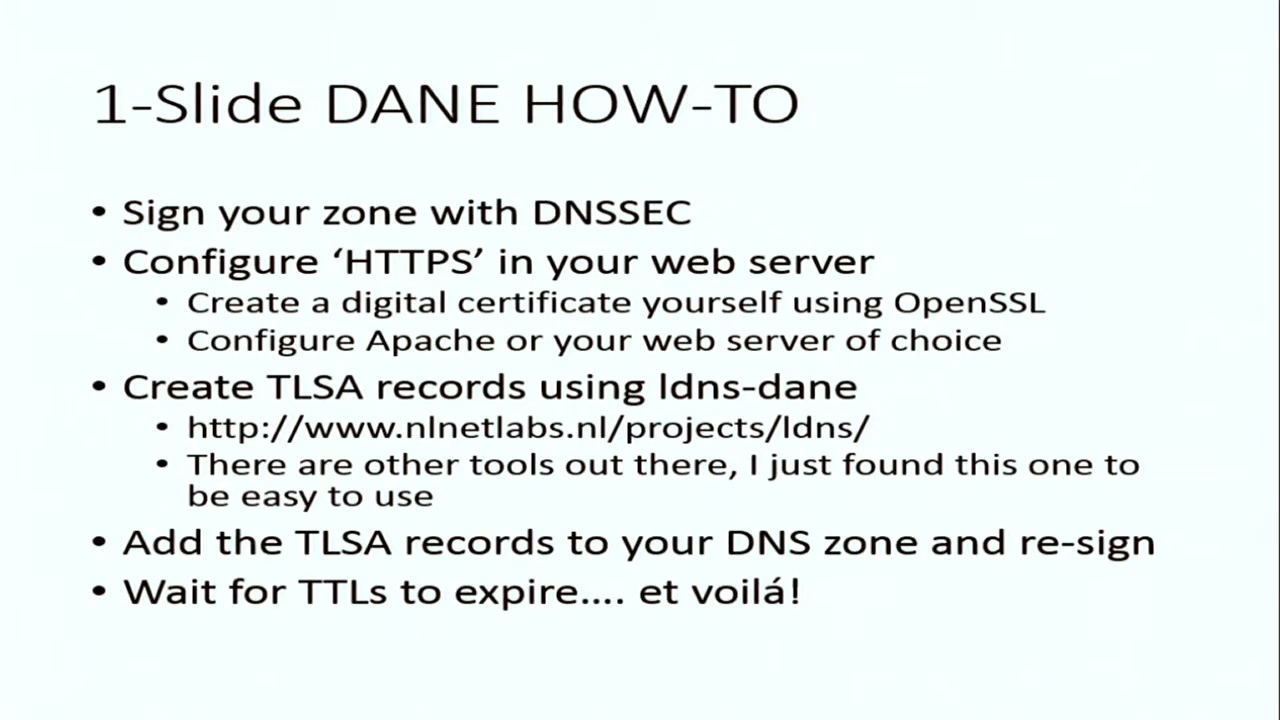 1-Slide DANE HOW-TO
• Sign your zone with DNSSEC
• Configure ‘HTTPS’ in your web server
• Create a digital certificate yourself using OpenSSL
• Configure Apache or your web server of choice
• Create TLSA records using ldns-dane
• http://www.nlnetlabs.nl/projects/ldns/
• There are other tools out there, I just found this one to
be easy to use
• Add the TLSA records to your DNS zone and re-sign
• Wait for TTLs to expire.... et voilá!